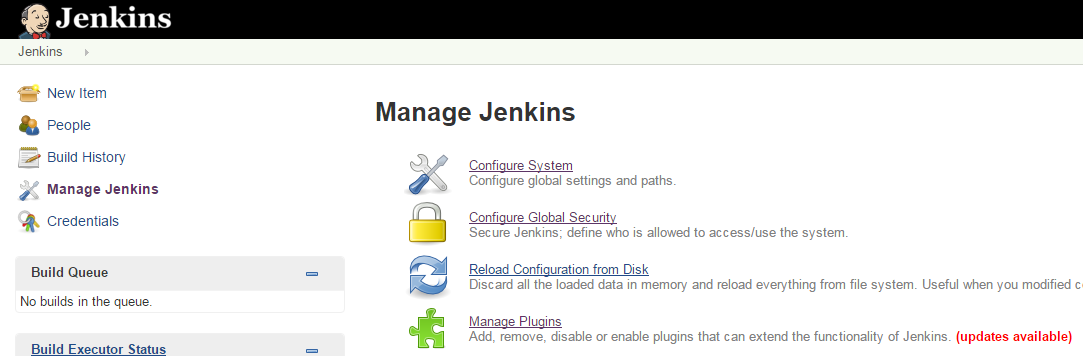 Jenkins
Jenkins
New Item
People
Build History
Manage Jenkins
Credentials
Build Queue
No builds in the queue.
Build Executor Status
Manage Jenkins
Configure System
Configure global settings and paths.
Configure Global Security
Secure Jenkins; define who is allowed to access/use the system.
Reload Configuration from Disk
Discard all the loaded data in memory and reload everything from file system. Useful when you modified
Manage Plugins
Add, remove, disable or enable plugins that can extend the functionality of Jenkins. (updates available)